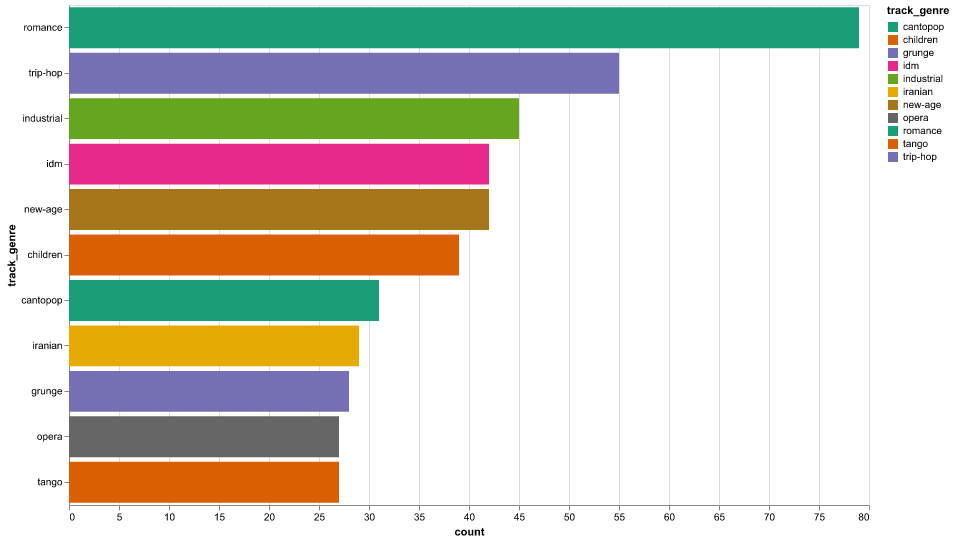 romance
trip-hop
industrial
idm
new-age
children
cantopop
iranian
grunge
opera
tango
track_genre
0 5 10 15 20 25 30 35 40 45 50 55 60 65 70 75 80
count
track_genre
cantopop
children
grunge
idm
industrial
iranian
new-age
opera
romance
tango
trip-hop